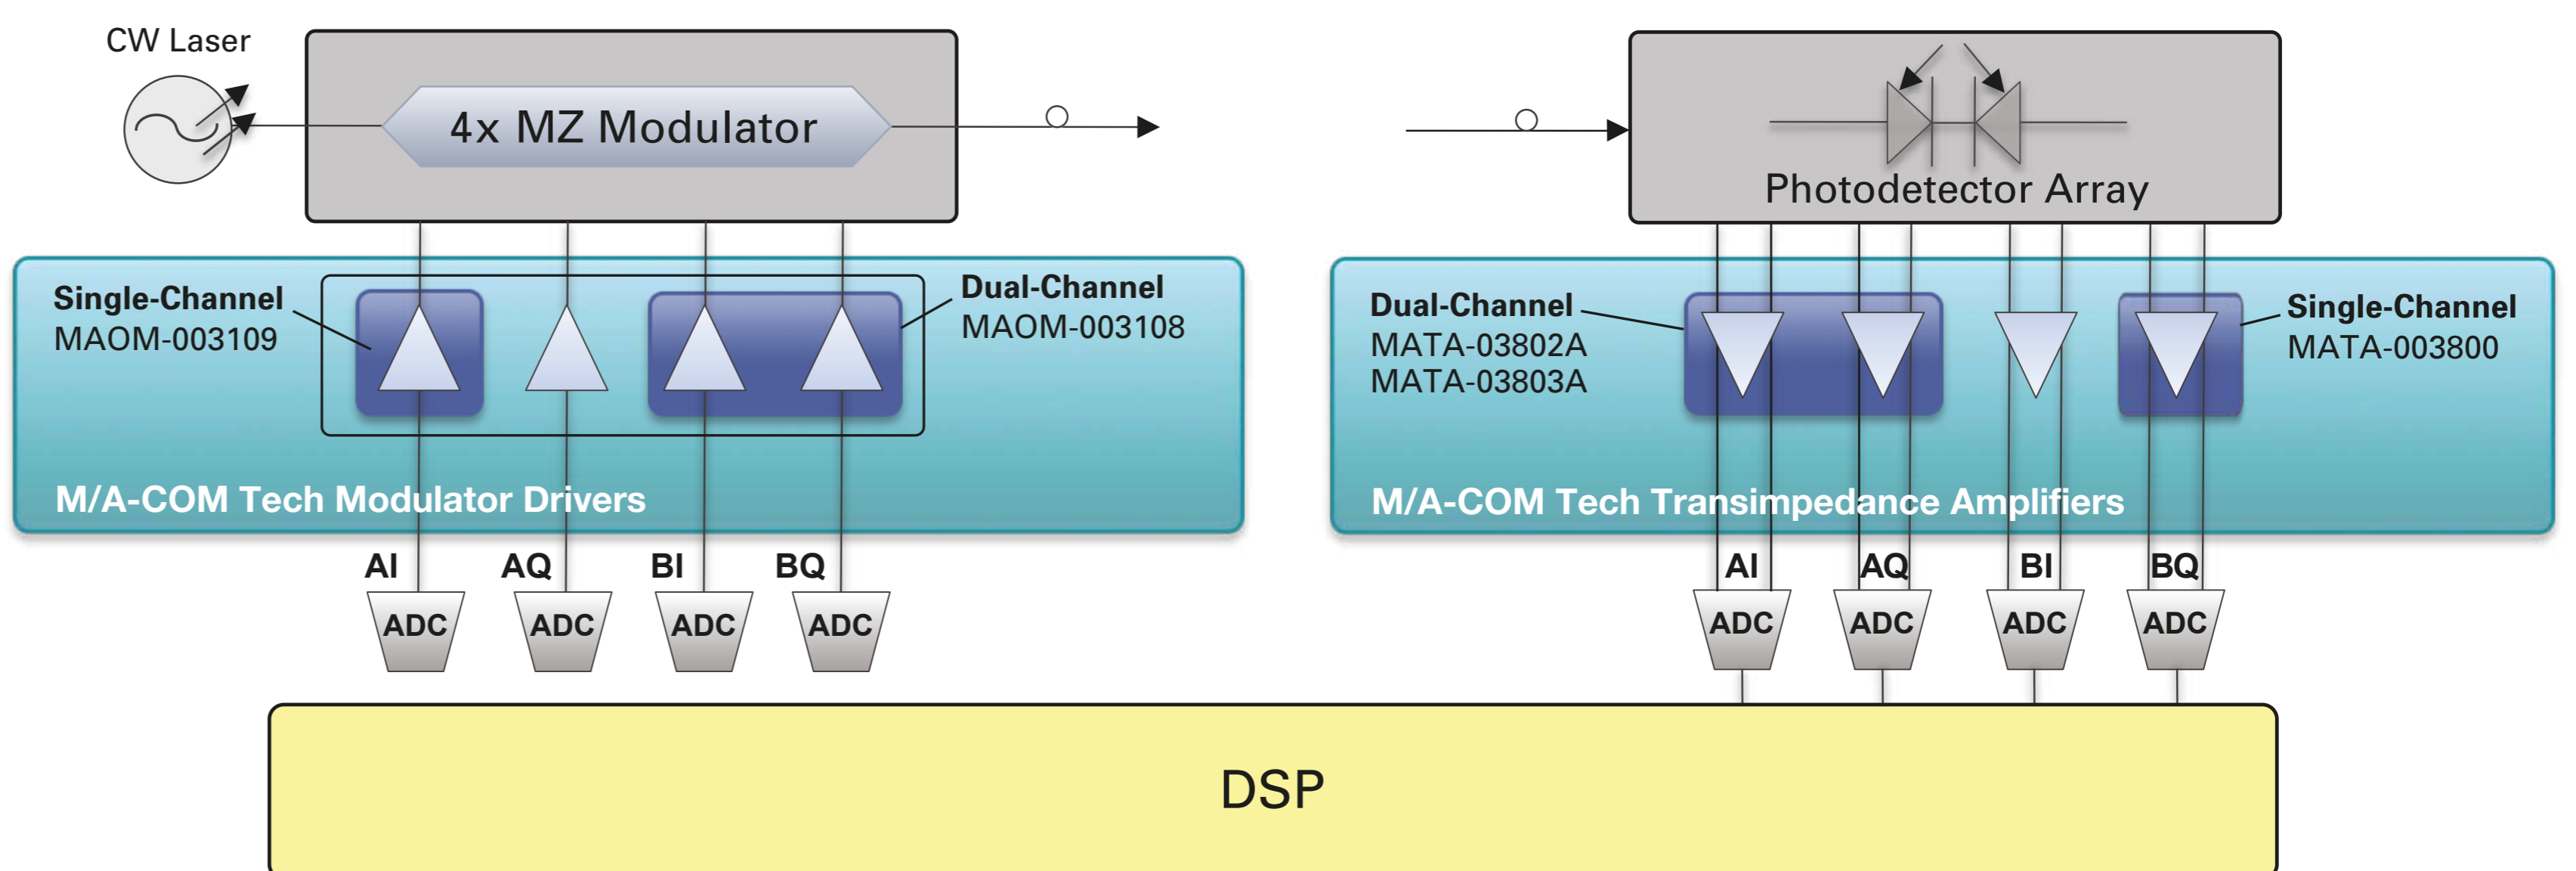 CW Laser
4x MZ Modulator
Single-Channel
MAOM-003109
Dual-Channel
MAOM-003108
M/A-COM Tech Modulator Drivers
AI
AQ
BI
BQ
ADC
ADC
ADC
ADC
Photodetector Array
Dual-Channel
MATA-03802A
MATA-03803A
Single-Channel
MATA-003800
M/A-COM Tech Transimpedance Amplifiers
AI
AQ
BI
BQ
ADC
ADC
ADC
ADC
DSP